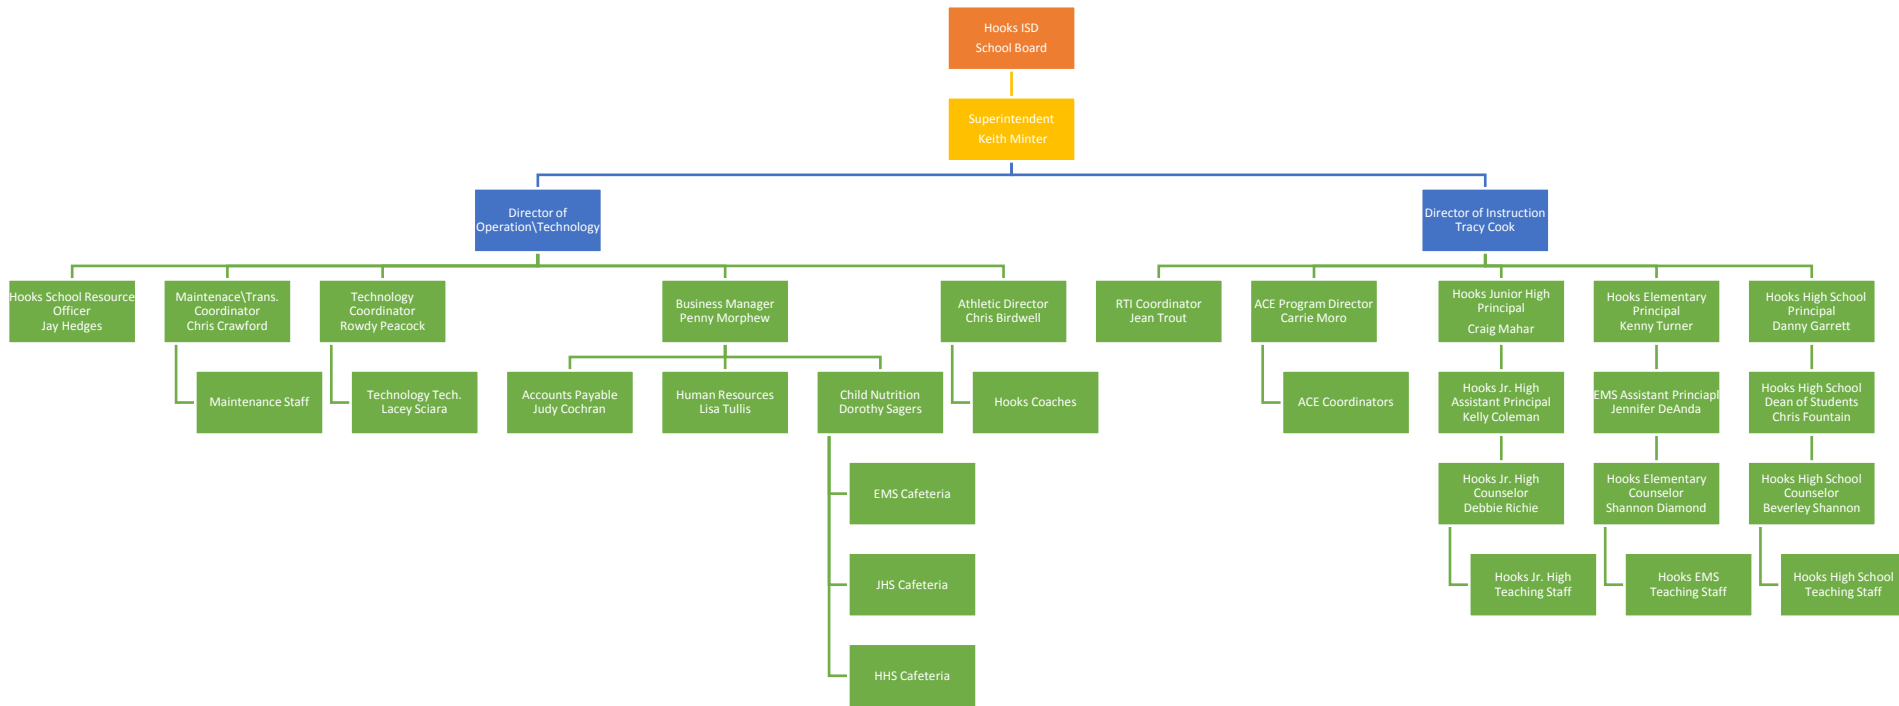 Hooks ISD
School Board
Superintendent
Keith Minter
Director of
Operation\Technology
Director of Instruction
Tracy Cook
Hooks School Resource
Officer
Jay Hedges
Maintenace\Trans.
Coordinator
Chris Crawford
Technology
Coordinator
Rowdy Peacock
Business Manager
Penny Morphew
Athletic Director
Chris Birdwell
RTI Coordinator
Jean Trout
ACE Program Director
Carrie Moro
Hooks Junior High
Principal
Craig Mahar
Hooks Elementary
Principal
Kenny Turner
Hooks High School
Principal
Danny Garrett
Maintenance Staff
Technology Tech.
Lacey Sciara
Accounts Payable
Judy Cochran
Human Resources
Lisa Tullis
Child Nutrition
Dorothy Sagers
Hooks Coaches
ACE Coordinators
Hooks Jr. High
Assistant Principal
Kelly Coleman
EMS Assistant Princiapl
Jennifer DeAnda
Hooks High School
Dean of Students
Chris Fountain
EMS Cafeteria
Hooks Jr. High
Counselor
Debbie Richie
Hooks Elementary
Counselor
Shannon Diamond
Hooks High School
Counselor
Beverley Shannon
JHS Cafeteria
Hooks Jr. High
Teaching Staff
Hooks EMS
Teaching Staff
Hooks High School
Teaching Staff
HHS Cafeteria